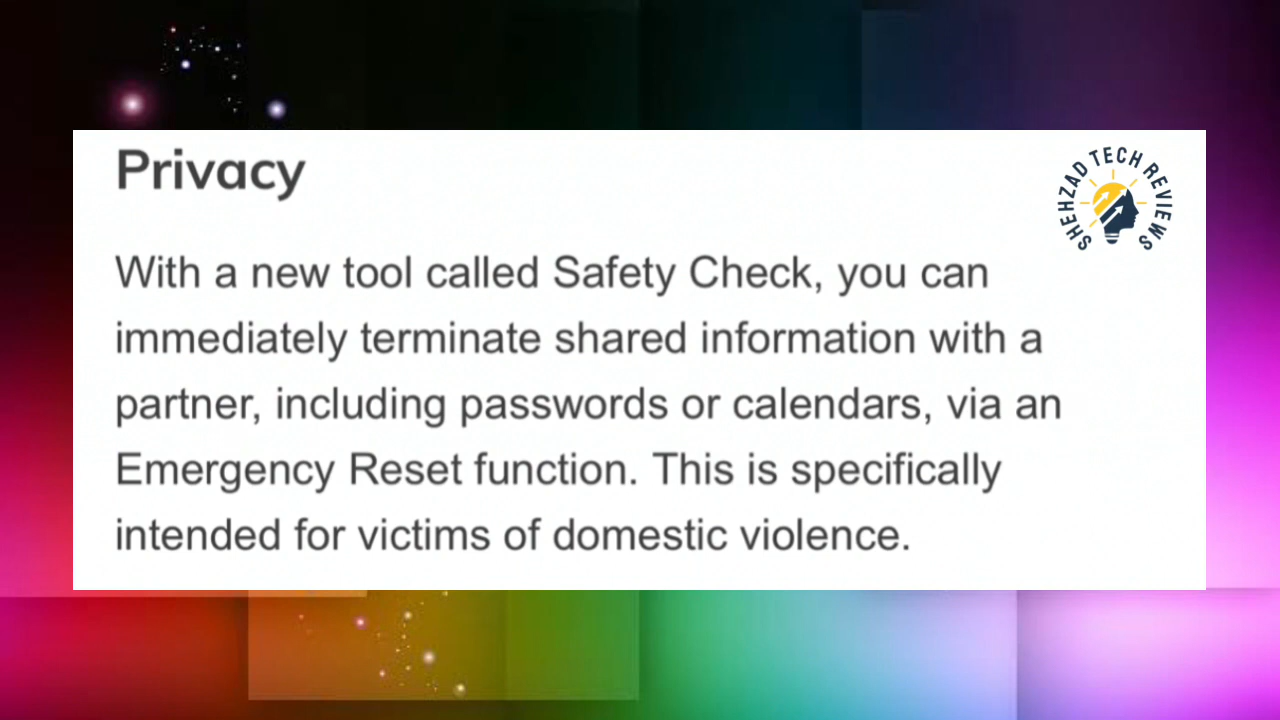 Privacy
SHEHZAD TECH REVIEWS
With a new tool called Safety Check, you can
immediately terminate shared information with a
partner, including passwords or calendars, via an
Emergency Reset function. This is specifically
intended for victims of domestic violence.